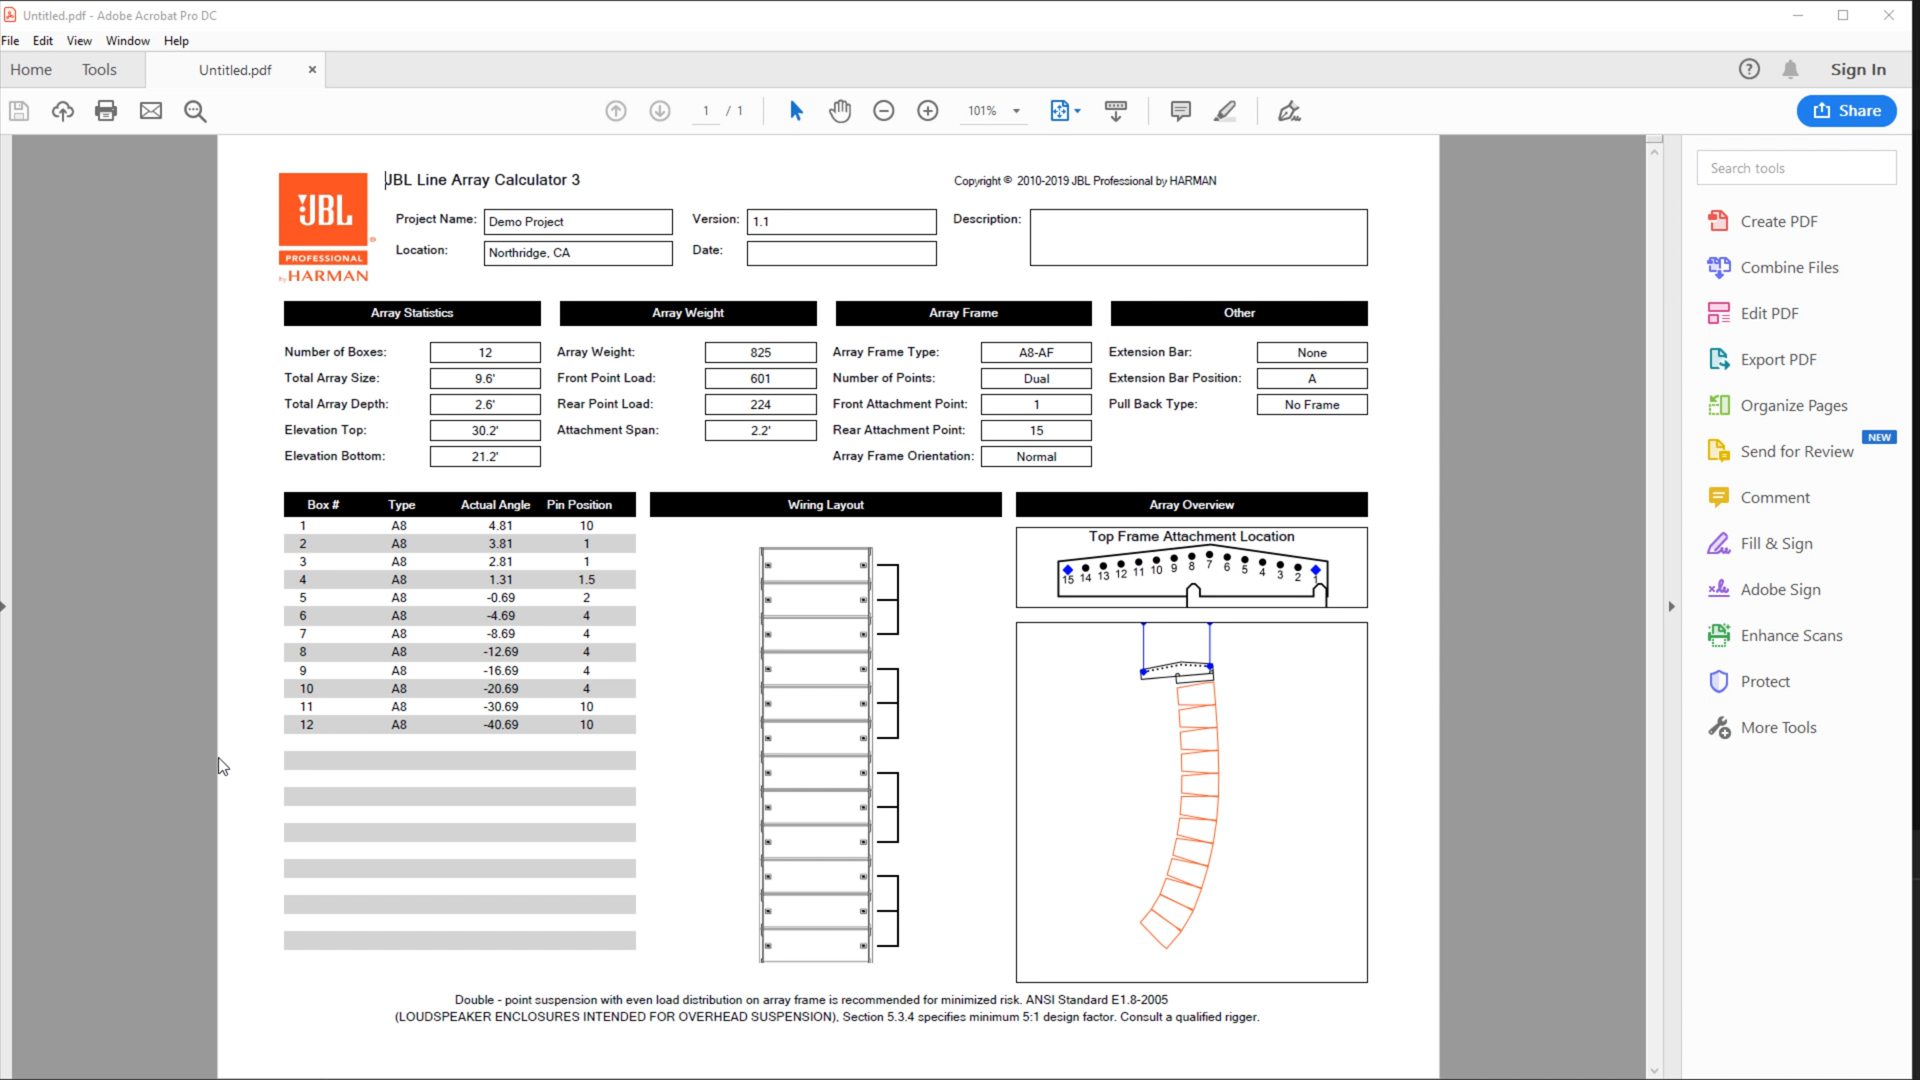 Untitled.pdf - Adobe Acrobat Pro DC
File Edit View Window Help
Home Tools Untitled.pdf × Sign In
1 / 1 101% Share
JBL Line Array Calculator 3 Copyright © 2010-2019 JBL Professional by HARMAN
JBL
PROFESSIONAL
by HARMAN
Project Name: Demo Project Version: 1.1 Description:
Location: Northridge, CA Date:
Array Statistics Array Weight Array Frame Other
Number of Boxes: 12 Array Weight: 825 Array Frame Type: A8-AF Extension Bar: None
Total Array Size: 9.6' Front Point Load: 601 Number of Points: Dual Extension Bar Position: A
Total Array Depth: 2.6' Rear Point Load: 224 Front Attachment Point: 1 Pull Back Type: No Frame
Elevation Top: 30.2' Attachment Span: 2.2' Rear Attachment Point: 15
Elevation Bottom: 21.2' Array Frame Orientation: Normal
Box # Type Actual Angle Pin Position Wiring Layout Array Overview
1 A8 4.81 10
2 A8 3.81 1
3 A8 2.81 1
4 A8 1.31 1.5
5 A8 -0.69 2
6 A8 -4.69 4
7 A8 -8.69 4
8 A8 -12.69 4
9 A8 -16.69 4
10 A8 -20.69 4
11 A8 -30.69 10
12 A8 -40.69 10
Top Frame Attachment Location
15 14 13 12 11 10 9 8 7 6 5 4 3 2 1
Double - point suspension with even load distribution on array frame is recommended for minimized risk. ANSI Standard E1.8-2005
(LOUDSPEAKER ENCLOSURES INTENDED FOR OVERHEAD SUSPENSION), Section 5.3.4 specifies minimum 5:1 design factor. Consult a qualified rigger.
Search tools
Create PDF
Combine Files
Edit PDF
Export PDF
Organize Pages
NEW
Send for Review
Comment
Fill & Sign
Adobe Sign
Enhance Scans
Protect
More Tools